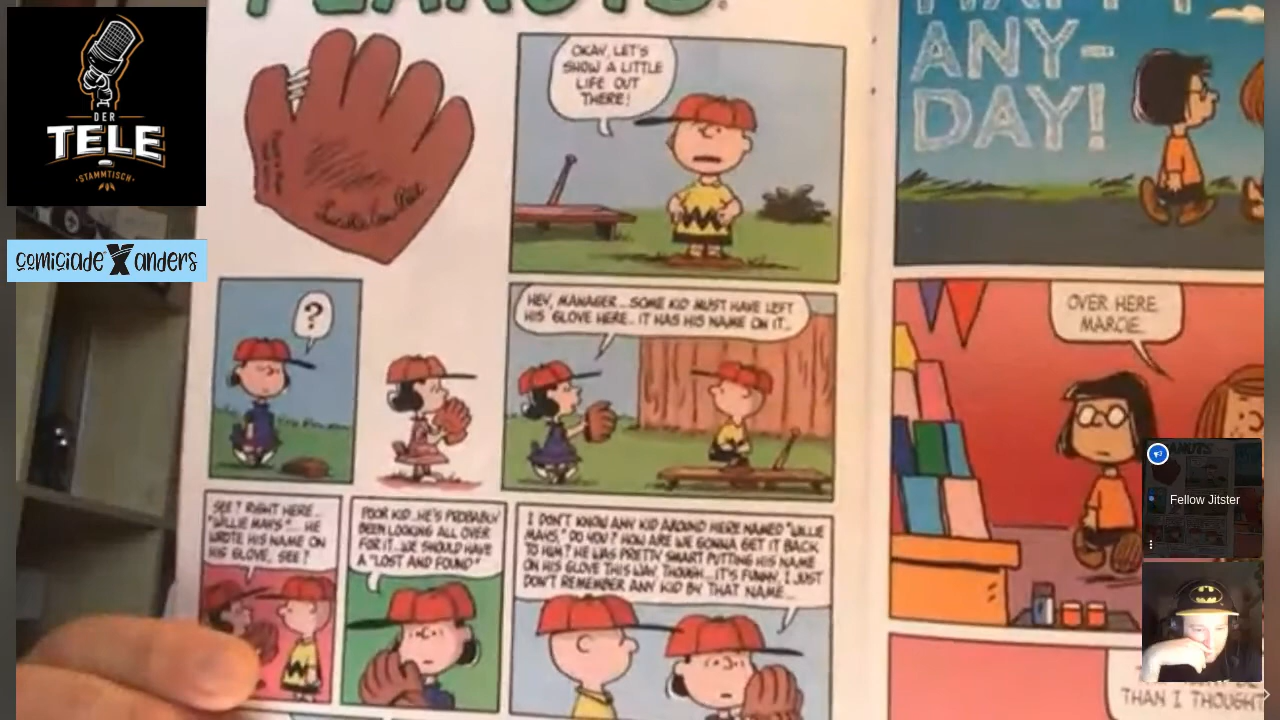 PEANUTS
DER
TELE
STAMMTISCH
comiciade X anders
OKAY, LET'S
SHOW A LITTLE
LIFE OUT
THERE!
?
HEY, MANAGER... SOME KID MUST HAVE LEFT
HIS GLOVE HERE.. IT HAS HIS NAME ON IT...
SEE? RIGHT HERE...
"WILLIE MAYS"... HE
WROTE HIS NAME ON
HIS GLOVE, SEE?
POOR KID..HE'S PROBABLY
BEEN LOOKING ALL OVER
FOR IT...WE SHOULD HAVE
A "LOST AND FOUND"
I DON'T KNOW ANY KID AROUND HERE NAMED "WILLIE
MAYS," DO YOU? HOW ARE WE GONNA GET IT BACK
TO HIM? HE WAS PRETTY SMART PUTTING HIS NAME
ON HIS GLOVE THIS WAY, THOUGH...IT'S FUNNY, I JUST
DON'T REMEMBER ANY KID BY THAT NAME...
ANY-
DAY!
OVER HERE,
MARCIE...
THAN I THOUGHT
Fellow Jitster